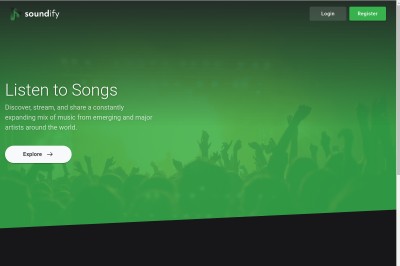 soundify
Login
Register
Listen to Songs
Discover, stream, and share a constantly
expanding mix of music from emerging and major
artists around the world.
Explore